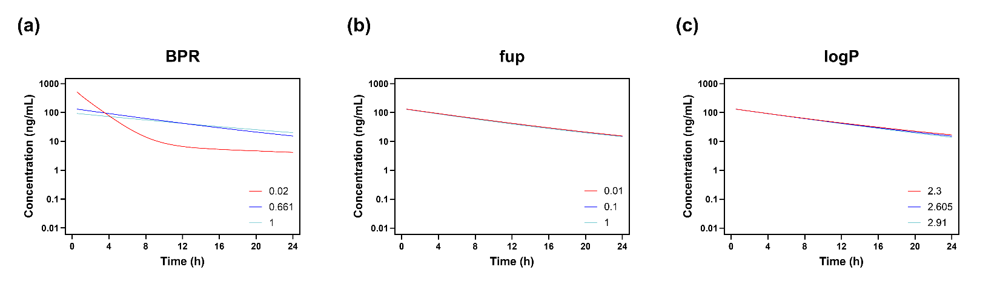 (a)
BPR
Concentration (ng/mL)
1000
100
10
1
0.1
0.01
0.02
0.661
1
0 4 8 12 16 20 24
Time (h)
(b)
fup
Concentration (ng/mL)
1000
100
10
1
0.1
0.01
0.01
0.1
1
0 4 8 12 16 20 24
Time (h)
(c)
logP
Concentration (ng/mL)
1000
100
10
1
0.1
0.01
2.3
2.605
2.91
0 4 8 12 16 20 24
Time (h)